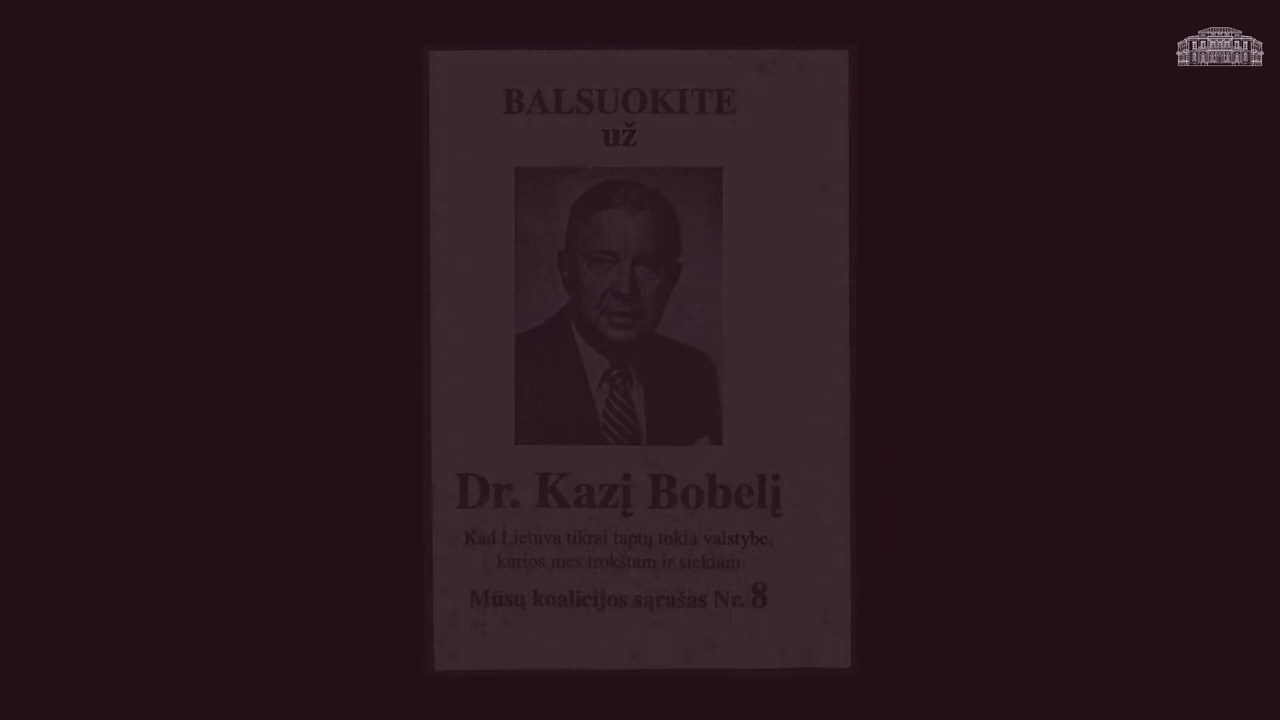 BALSUOKITE
už
Dr. Kazį Bobelį
Kad Lietuva tikrai taptų tokia valstybe,
kurios mes trokštam ir siekiam
Mūsų koalicijos sąrašas Nr. 8